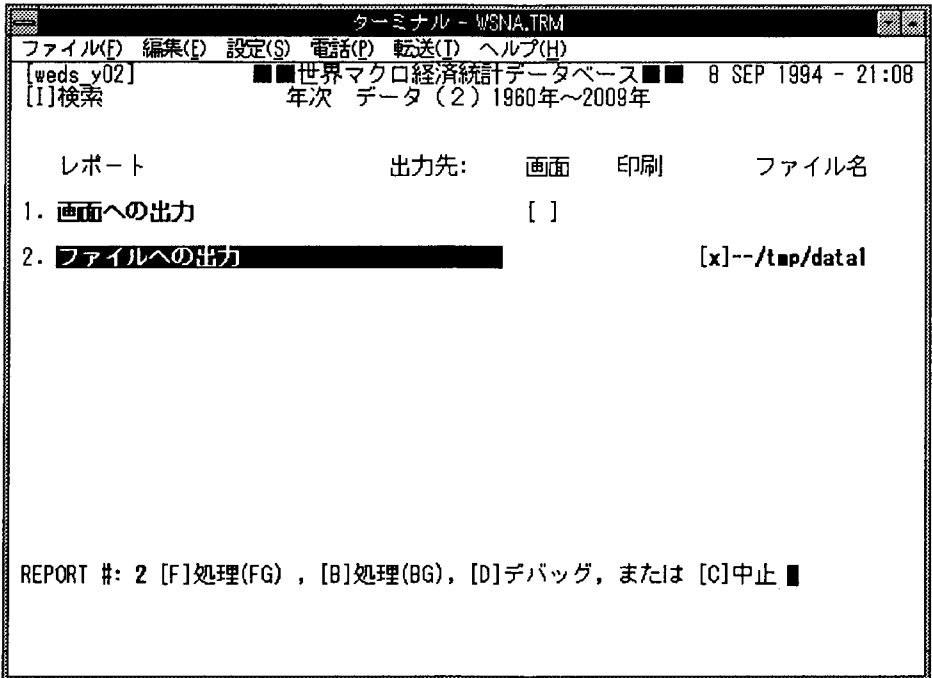 ターミナル - WSNA.TRM
ファイル(F) 編集(E) 設定(S) 電話(P) 転送(T) ヘルプ(H)
[weds_y02] ■■世界マクロ経済統計データベース■■ 8 SEP 1994 - 21:08
[I]検索 年次 データ(2)1960年~2009年
レポート 出力先: 画面 印刷 ファイル名
1. 画面への出力 [ ]
2. ファイルへの出力 [x]--/tmp/data1
REPORT #: 2 [F]処理(FG) , [B]処理(BG), [D]デバッグ, または [C]中止